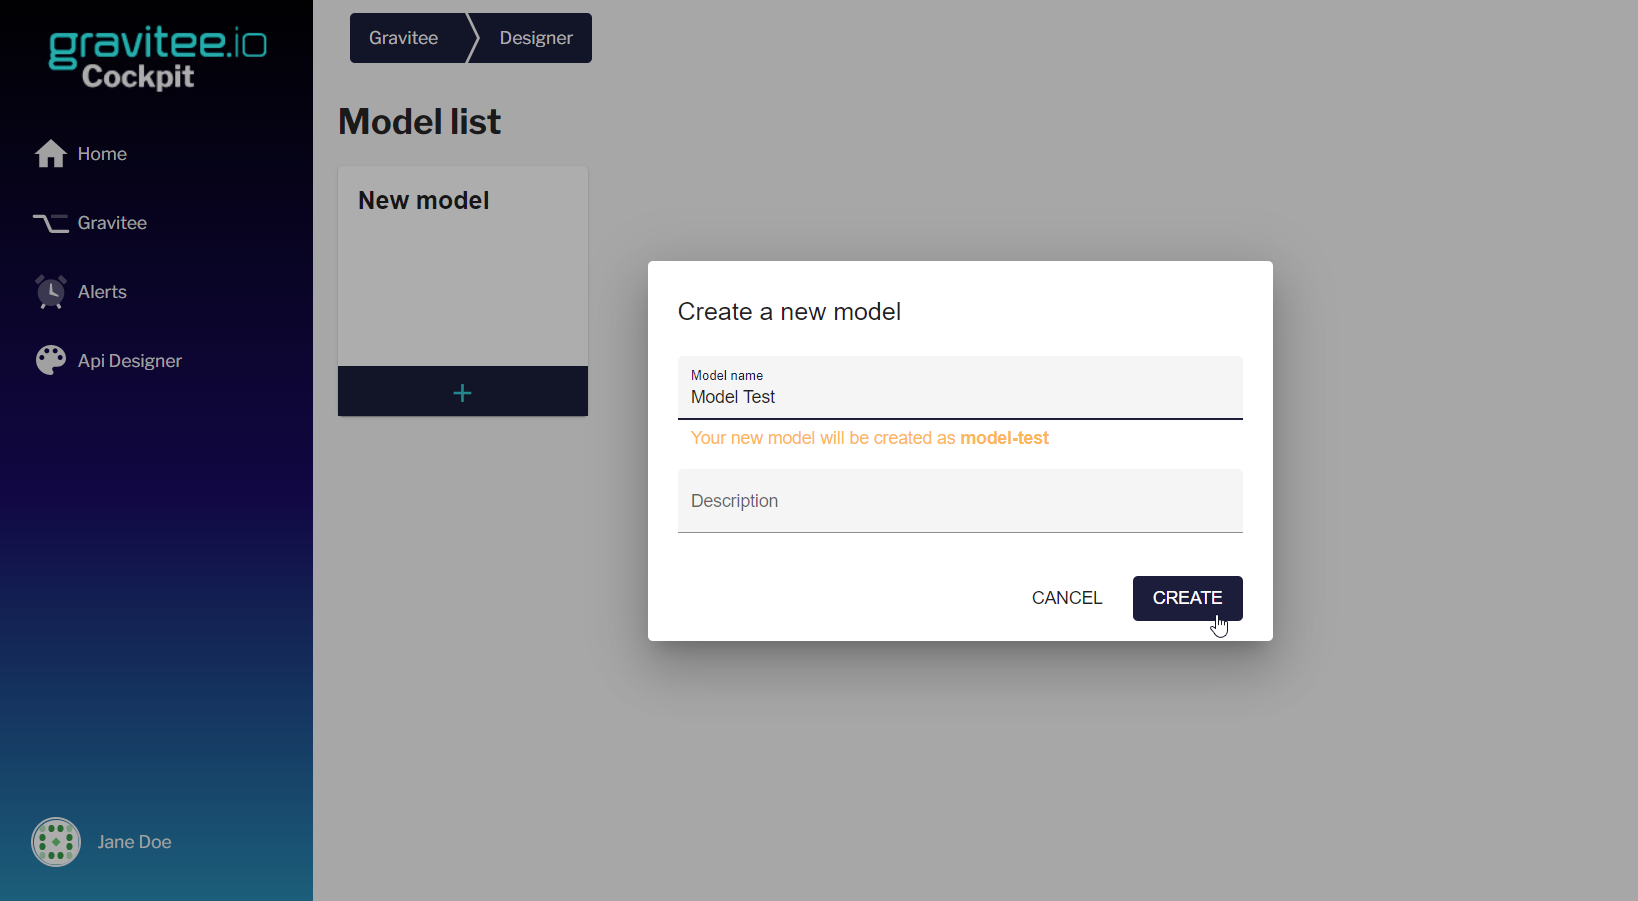 gravitee.io
Cockpit
Home
Gravitee
Alerts
Api Designer
Jane Doe
Gravitee
Designer
Model list
New model
+
Create a new model
Model name
Model Test
Your new model will be created as model-test
Description
CANCEL
CREATE